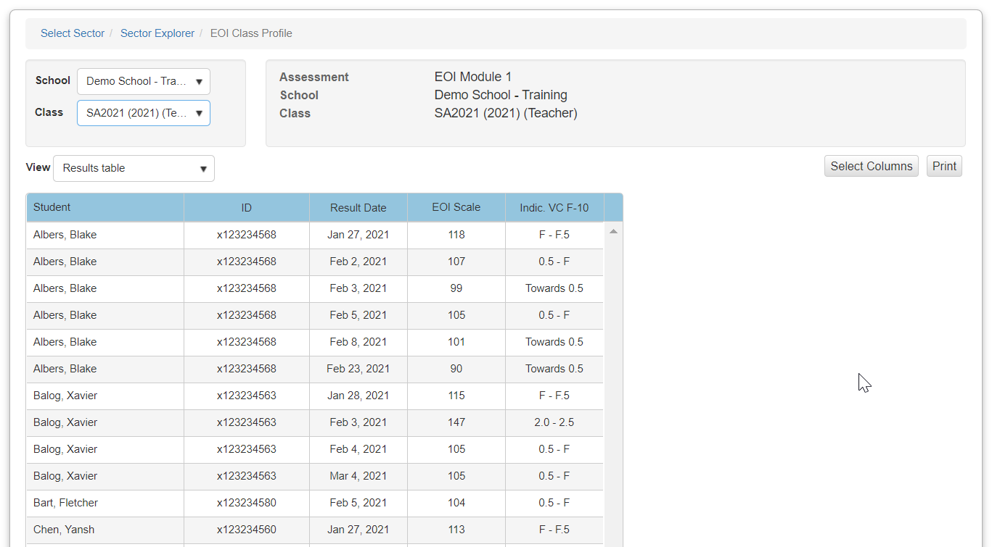 Select Sector / Sector Explorer / EOI Class Profile
School Demo School - Tra... ▼
Class SA2021 (2021) (Te... ▼
Assessment EOI Module 1
School Demo School - Training
Class SA2021 (2021) (Teacher)
View Results table ▼ Select Columns Print
Student ID Result Date EOI Scale Indic. VC F-10
Albers, Blake x123234568 Jan 27, 2021 118 F - F.5
Albers, Blake x123234568 Feb 2, 2021 107 0.5 - F
Albers, Blake x123234568 Feb 3, 2021 99 Towards 0.5
Albers, Blake x123234568 Feb 5, 2021 105 0.5 - F
Albers, Blake x123234568 Feb 8, 2021 101 Towards 0.5
Albers, Blake x123234568 Feb 23, 2021 90 Towards 0.5
Balog, Xavier x123234563 Jan 28, 2021 115 F - F.5
Balog, Xavier x123234563 Feb 3, 2021 147 2.0 - 2.5
Balog, Xavier x123234563 Feb 4, 2021 105 0.5 - F
Balog, Xavier x123234563 Mar 4, 2021 105 0.5 - F
Bart, Fletcher x123234580 Feb 5, 2021 104 0.5 - F
Chen, Yansh x123234560 Jan 27, 2021 113 F - F.5